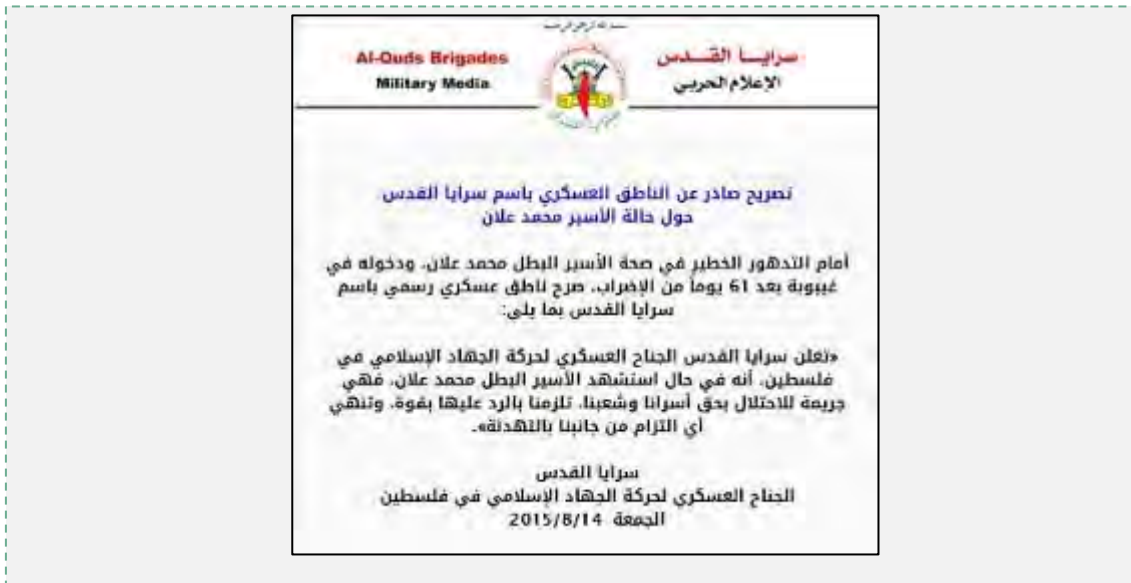 Al-Quds Brigades
Military Media
سرايا القدس
الإعلام الحربي
تصريح صادر عن الناطق العسكري باسم سرايا القدس
حول حالة الأسير محمد علان
أمام التدهور الخطير في صحة الأسير البطل محمد علان، ودخوله في
غيبوبة بعد 61 يوماً من الإضراب، صرح ناطق عسكري رسمي باسم
سرايا القدس بما يلي:
«تعلن سرايا القدس الجناح العسكري لحركة الجهاد الإسلامي في
فلسطين، أنه في حال استشهد الأسير البطل محمد علان، فهي
جريمة للاحتلال بحق أسرانا وشعبنا، تلزمنا بالرد عليها بقوة، وتنهي
أي التزام من جانبنا بالتهدئة».
سرايا القدس
الجناح العسكري لحركة الجهاد الإسلامي في فلسطين
الجمعة 2015/8/14